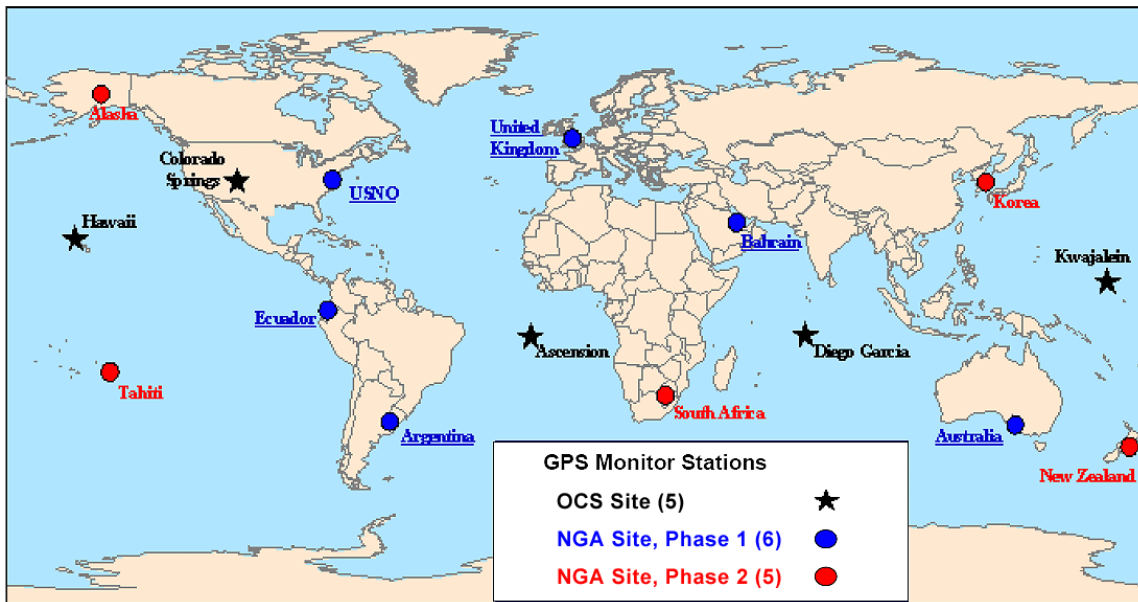 Alaska
United
Kingdom
Colorado
Springs
USNO
Korea
Hawaii
Bahrain
Kwajalein
Ecuador
Ascension
Diego Garcia
Tahiti
South Africa
Argentina
Australia
New Zealand
GPS Monitor Stations
OCS Site (5)
NGA Site, Phase 1 (6)
NGA Site, Phase 2 (5)